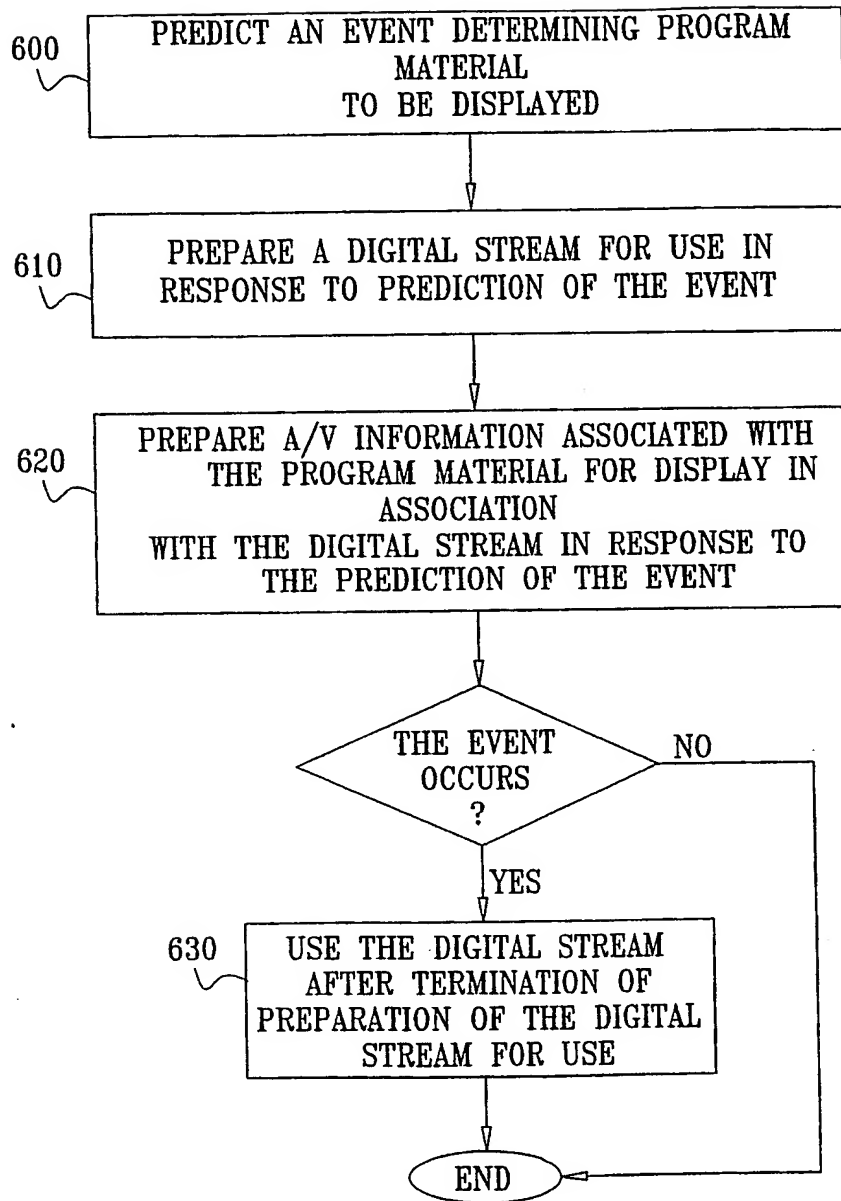 600
PREDICT AN EVENT DETERMINING PROGRAM
MATERIAL
TO BE DISPLAYED
610
PREPARE A DIGITAL STREAM FOR USE IN
RESPONSE TO PREDICTION OF THE EVENT
620
PREPARE A/V INFORMATION ASSOCIATED WITH
THE PROGRAM MATERIAL FOR DISPLAY IN
ASSOCIATION
WITH THE DIGITAL STREAM IN RESPONSE TO
THE PREDICTION OF THE EVENT
THE EVENT
OCCURS
?
NO
YES
630
USE THE DIGITAL STREAM
AFTER TERMINATION OF
PREPARATION OF THE DIGITAL
STREAM FOR USE
END